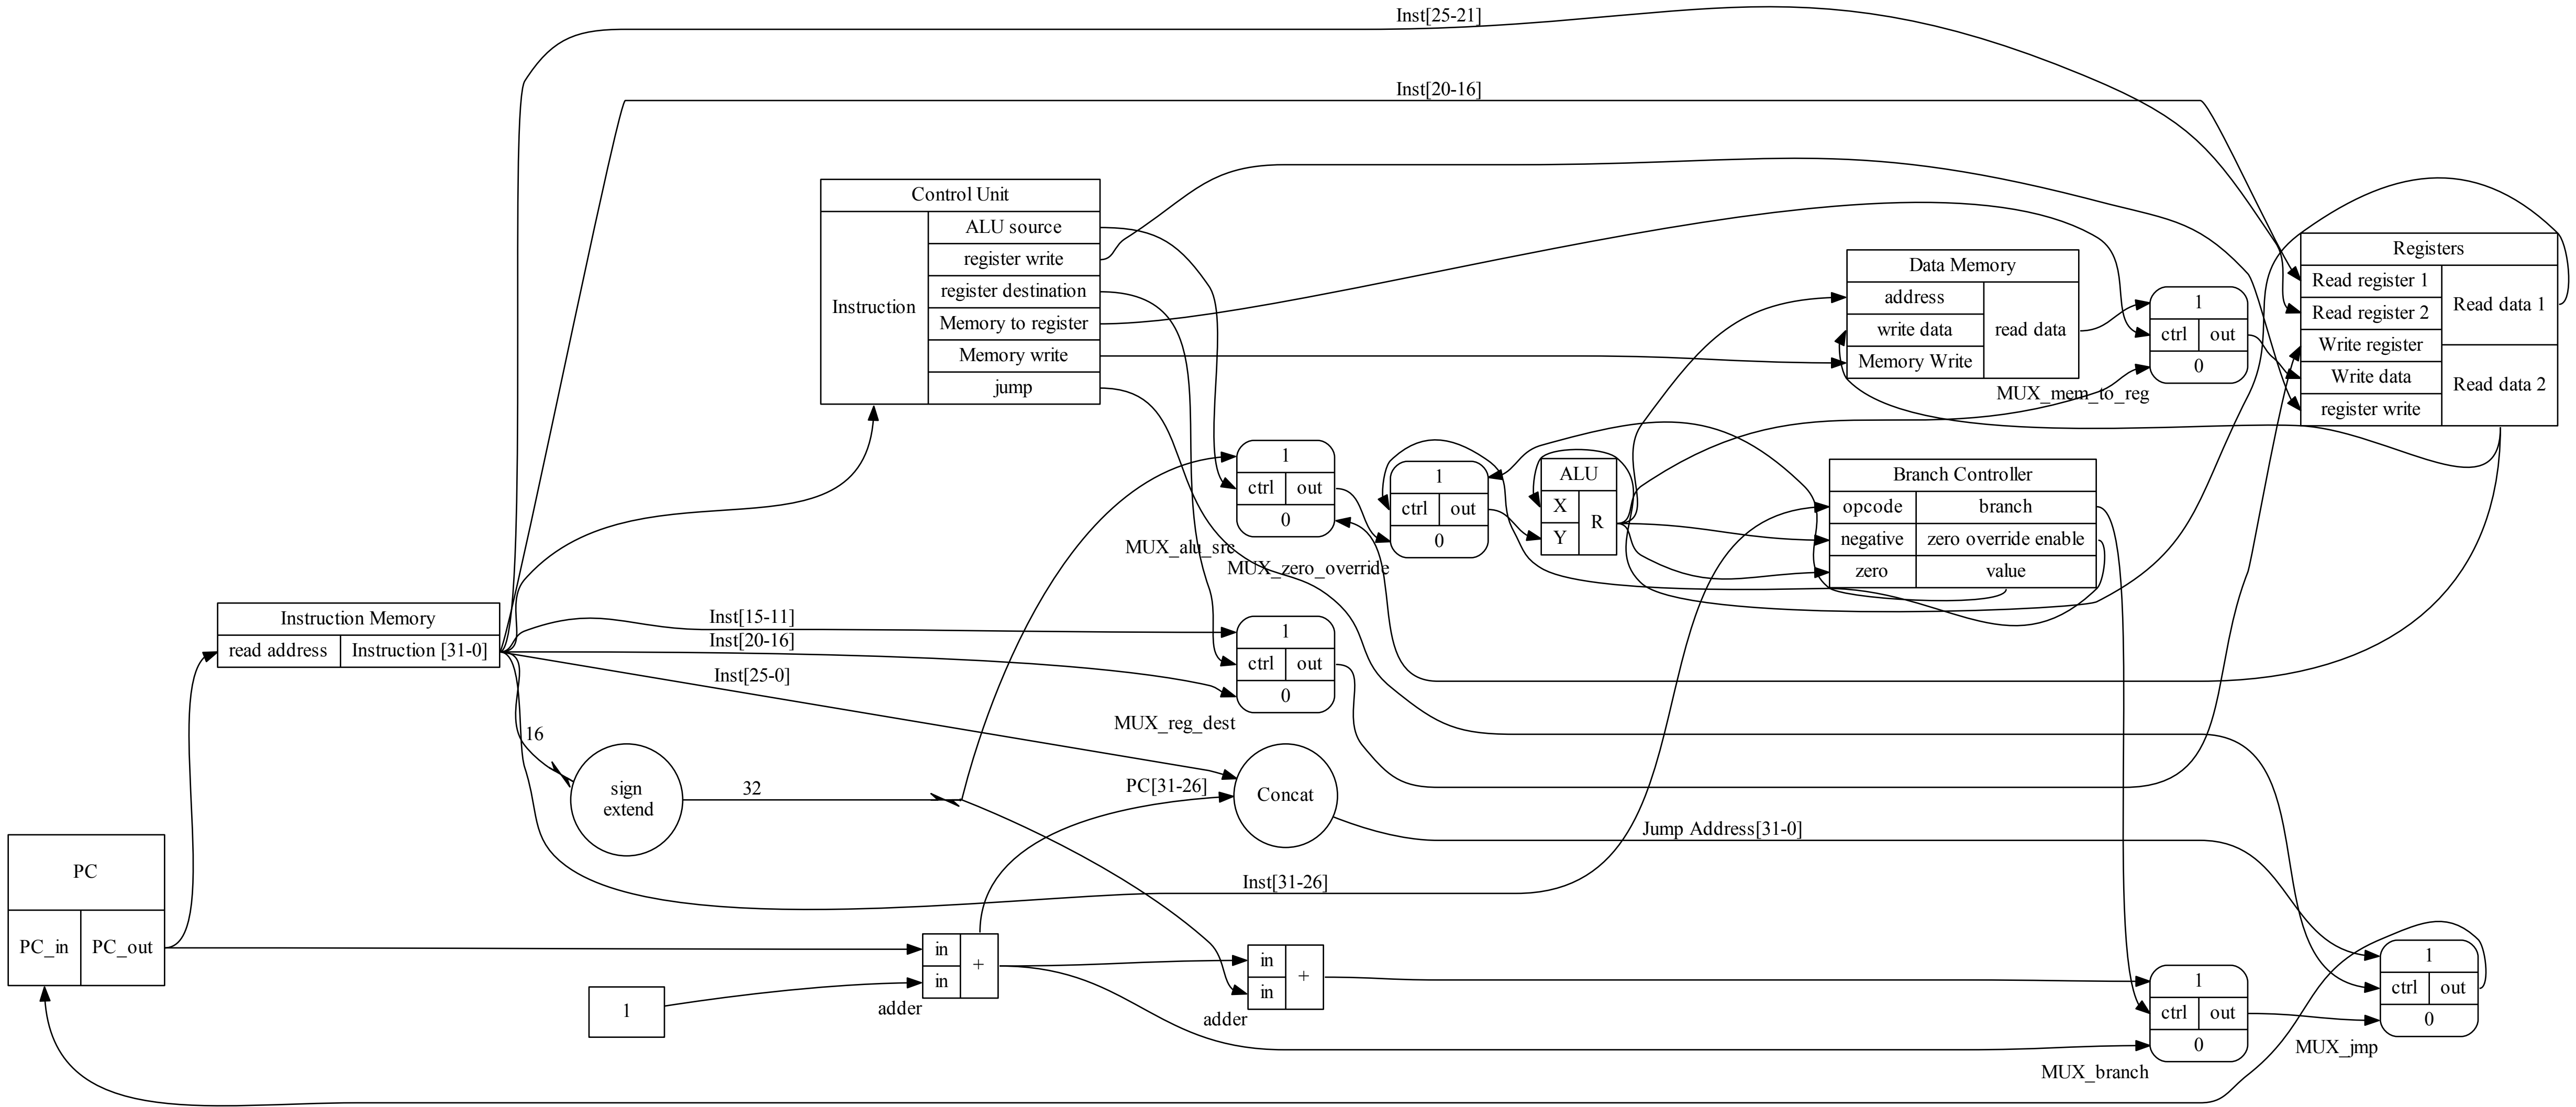 Inst[25-21]
Inst[20-16]
Control Unit
Instruction
ALU source
register write
register destination
Memory to register
Memory write
jump
Data Memory
address
write data
Memory Write
read data
1
ctrl
out
0
MUX_mem_to_reg
Registers
Read register 1
Read register 2
Write register
Write data
register write
Read data 1
Read data 2
1
ctrl
out
0
MUX_alu_src
1
ctrl
out
0
MUX_zero_override
ALU
X
Y
R
Branch Controller
opcode
negative
zero
branch
zero override enable
value
Instruction Memory
read address
Instruction [31-0]
Inst[15-11]
Inst[20-16]
Inst[25-0]
1
ctrl
out
0
MUX_reg_dest
16
sign
extend
32
PC[31-26]
Concat
Jump Address[31-0]
Inst[31-26]
PC
PC_in
PC_out
1
in
in
+
adder
in
in
+
adder
1
ctrl
out
0
MUX_branch
1
ctrl
out
0
MUX_jmp